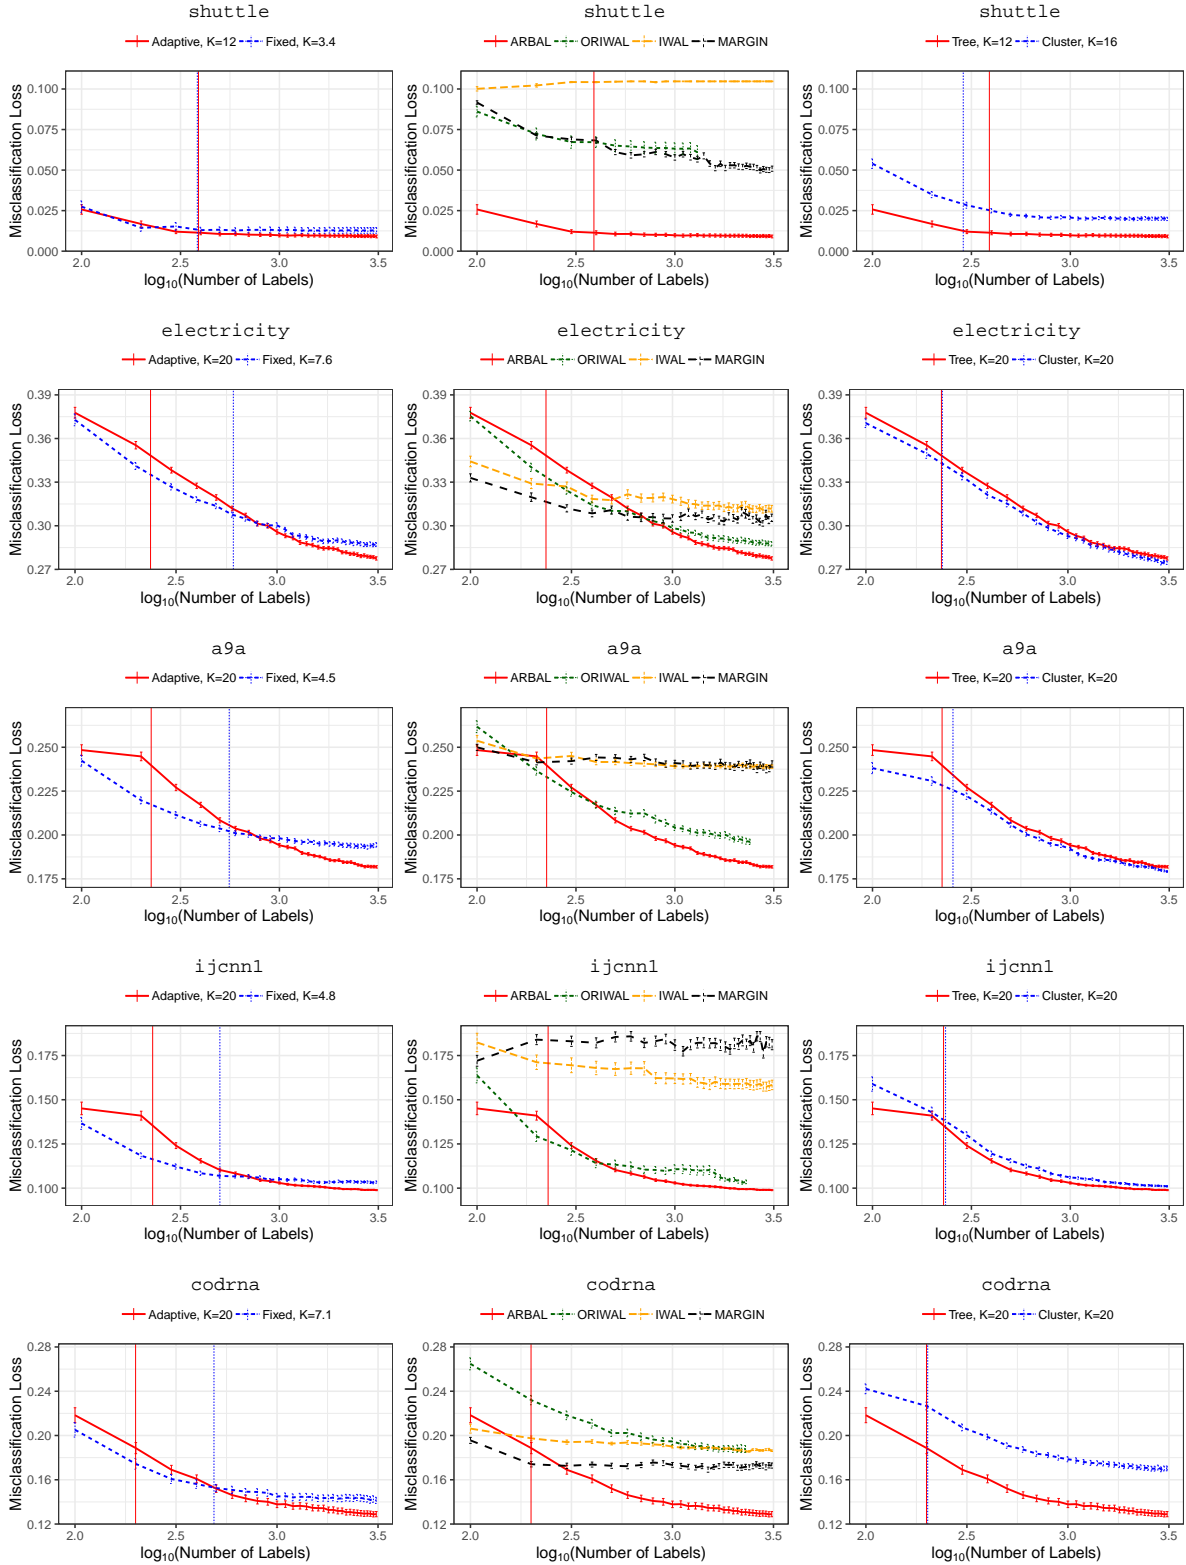 shuttle
Adaptive, K=12 Fixed, K=3.4
Misclassification Loss
0.100
0.075
0.050
0.025
0.000
2.0 2.5 3.0 3.5
log10(Number of Labels)
shuttle
ARBAL ORIWAL IWAL MARGIN
Misclassification Loss
0.100
0.075
0.050
0.025
0.000
2.0 2.5 3.0 3.5
log10(Number of Labels)
shuttle
Tree, K=12 Cluster, K=16
Misclassification Loss
0.100
0.075
0.050
0.025
0.000
2.0 2.5 3.0 3.5
log10(Number of Labels)
electricity
Adaptive, K=20 Fixed, K=7.6
Misclassification Loss
0.39
0.36
0.33
0.30
0.27
2.0 2.5 3.0 3.5
log10(Number of Labels)
electricity
ARBAL ORIWAL IWAL MARGIN
Misclassification Loss
0.39
0.36
0.33
0.30
0.27
2.0 2.5 3.0 3.5
log10(Number of Labels)
electricity
Tree, K=20 Cluster, K=20
Misclassification Loss
0.39
0.36
0.33
0.30
0.27
2.0 2.5 3.0 3.5
log10(Number of Labels)
a9a
Adaptive, K=20 Fixed, K=4.5
Misclassification Loss
0.250
0.225
0.200
0.175
2.0 2.5 3.0 3.5
log10(Number of Labels)
a9a
ARBAL ORIWAL IWAL MARGIN
Misclassification Loss
0.250
0.225
0.200
0.175
2.0 2.5 3.0 3.5
log10(Number of Labels)
a9a
Tree, K=20 Cluster, K=20
Misclassification Loss
0.250
0.225
0.200
0.175
2.0 2.5 3.0 3.5
log10(Number of Labels)
ijcnn1
Adaptive, K=20 Fixed, K=4.8
Misclassification Loss
0.175
0.150
0.125
0.100
2.0 2.5 3.0 3.5
log10(Number of Labels)
ijcnn1
ARBAL ORIWAL IWAL MARGIN
Misclassification Loss
0.175
0.150
0.125
0.100
2.0 2.5 3.0 3.5
log10(Number of Labels)
ijcnn1
Tree, K=20 Cluster, K=20
Misclassification Loss
0.175
0.150
0.125
0.100
2.0 2.5 3.0 3.5
log10(Number of Labels)
codrna
Adaptive, K=20 Fixed, K=7.1
Misclassification Loss
0.28
0.24
0.20
0.16
0.12
2.0 2.5 3.0 3.5
log10(Number of Labels)
codrna
ARBAL ORIWAL IWAL MARGIN
Misclassification Loss
0.28
0.24
0.20
0.16
0.12
2.0 2.5 3.0 3.5
log10(Number of Labels)
codrna
Tree, K=20 Cluster, K=20
Misclassification Loss
0.28
0.24
0.20
0.16
0.12
2.0 2.5 3.0 3.5
log10(Number of Labels)